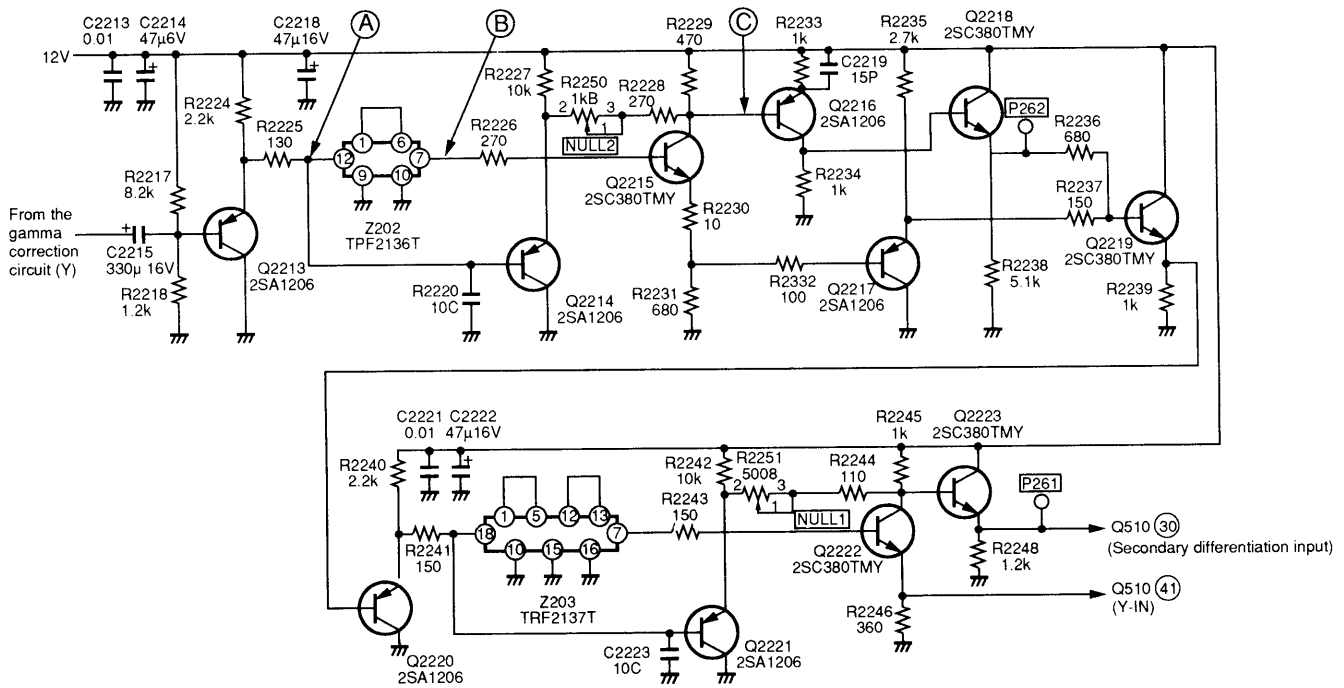 C2213
0.01
C2214
47μ6V
C2218
47μ16V
A
B
R2229
470
C
R2233
1k
R2235
2.7k
Q2218
2SC380TMY
12V
R2224
2.2k
R2225
130
R2227
10k
R2250
1kB
2
3
1
NULL2
R2228
270
C2219
15P
Q2216
2SA1206
P262
R2236
680
R2226
270
1
6
12
7
9
10
Z202
TPF2136T
R2217
8.2k
From the
gamma
correction
circuit (Y)
+
C2215
330μ 16V
R2218
1.2k
Q2213
2SA1206
R2220
10C
Q2214
2SA1206
Q2215
2SC380TMY
R2230
10
R2231
680
R2234
1k
R2332
100
Q2217
2SA1206
R2237
150
Q2219
2SC380TMY
R2238
5.1k
R2239
1k
C2221
0.01
C2222
47μ16V
R2240
2.2k
R2241
150
1
5
12
13
18
7
10
15
16
Z203
TRF2137T
R2242
10k
R2251
5008
2
3
1
NULL1
R2243
150
R2244
110
R2245
1k
Q2223
2SC380TMY
P261
Q2222
2SC380TMY
R2248
1.2k
Q510 30
(Secondary differentiation input)
Q510 41
(Y-IN)
R2246
360
Q2220
2SA1206
C2223
10C
Q2221
2SA1206